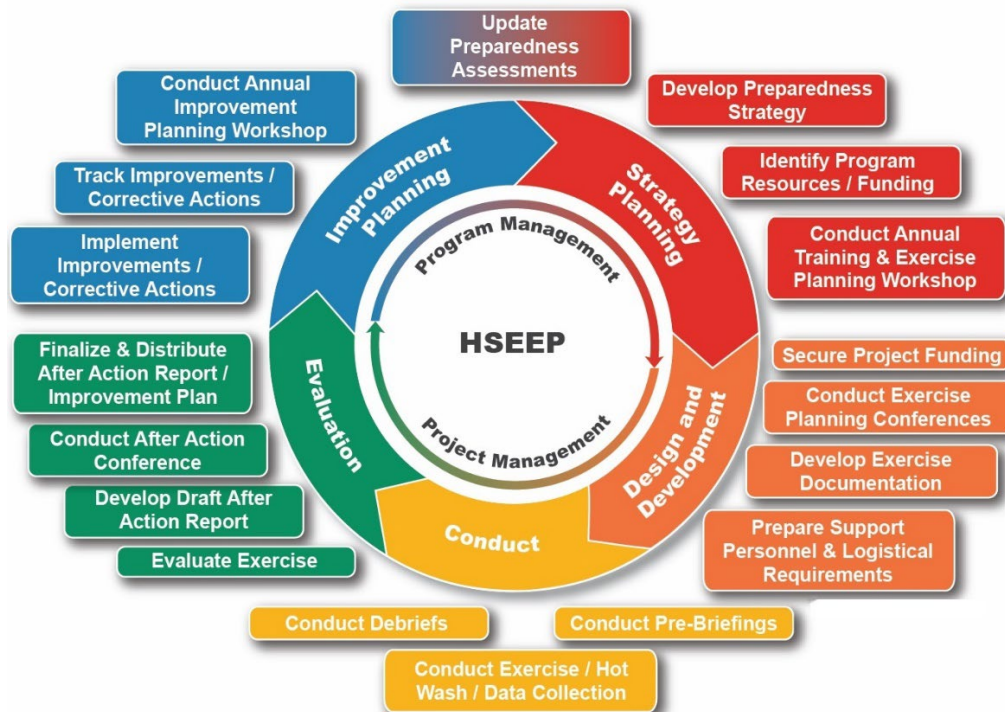 Update
Preparedness
Assessments
Develop Preparedness
Strategy
Identify Program
Resources / Funding
Conduct Annual
Training & Exercise
Planning Workshop
Secure Project Funding
Conduct Exercise
Planning Conferences
Develop Exercise
Documentation
Prepare Support
Personnel & Logistical
Requirements
Conduct Pre-Briefings
Conduct Exercise / Hot
Wash / Data Collection
Conduct Debriefs
Evaluate Exercise
Develop Draft After
Action Report
Conduct After Action
Conference
Finalize & Distribute
After Action Report /
Improvement Plan
Implement
Improvements /
Corrective Actions
Track Improvements /
Corrective Actions
Conduct Annual
Improvement
Planning Workshop
Strategy
Planning
Design and
Development
Conduct
Evaluation
Improvement
Planning
Program Management
HSEEP
Project Management